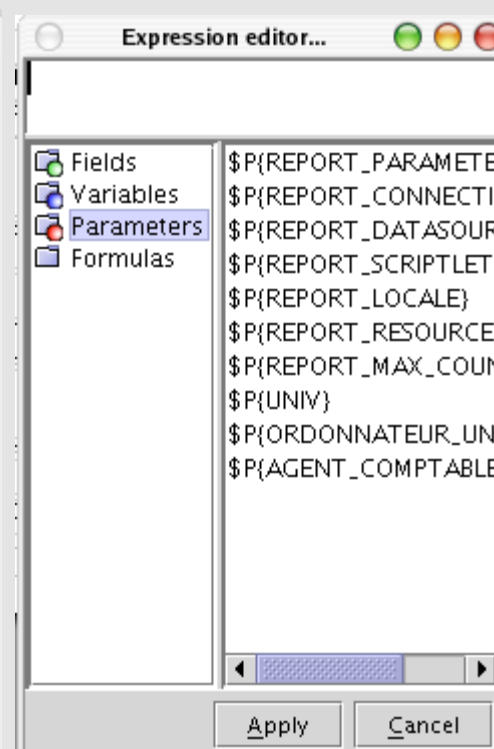 Expression editor...
Fields
Variables
Parameters
Formulas
$P{REPORT_PARAMETE
$P{REPORT_CONNECTI
$P{REPORT_DATASOUR
$P{REPORT_SCRIPTLET
$P{REPORT_LOCALE}
$P{REPORT_RESOURCE
$P{REPORT_MAX_COUN
$P{UNIV}
$P{ORDONNATEUR_UN
$P{AGENT_COMPTABLE
Apply Cancel